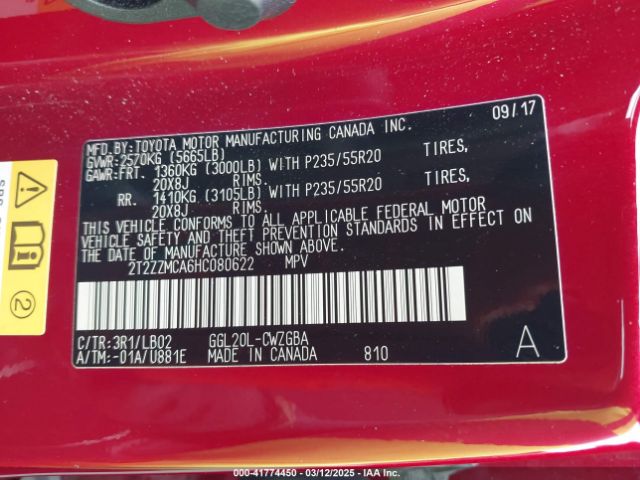 09/17
MFD.BY:TOYOTA MOTOR MANUFACTURING CANADA INC.
GVWR:2570KG (5665LB)
GAWR:FRT. 1360KG (3000LB) WITH P235/55R20 TIRES,
20X8J RIMS.
RR. 1410KG (3105LB) WITH P235/55R20 TIRES,
20X8J RIMS.
THIS VEHICLE CONFORMS TO ALL APPLICABLE FEDERAL MOTOR
VEHICLE SAFETY AND THEFT PREVENTION STANDARDS IN EFFECT ON
THE DATE OF MANUFACTURE SHOWN ABOVE.
2T2ZZMCA6HC080622 MPV
C/TR:3R1/LB02 GGL20L-CWZGBA
A/TM:-01A/U881E MADE IN CANADA 810 A
2
000-41774450 - 03/12/2025 - IAA Inc.